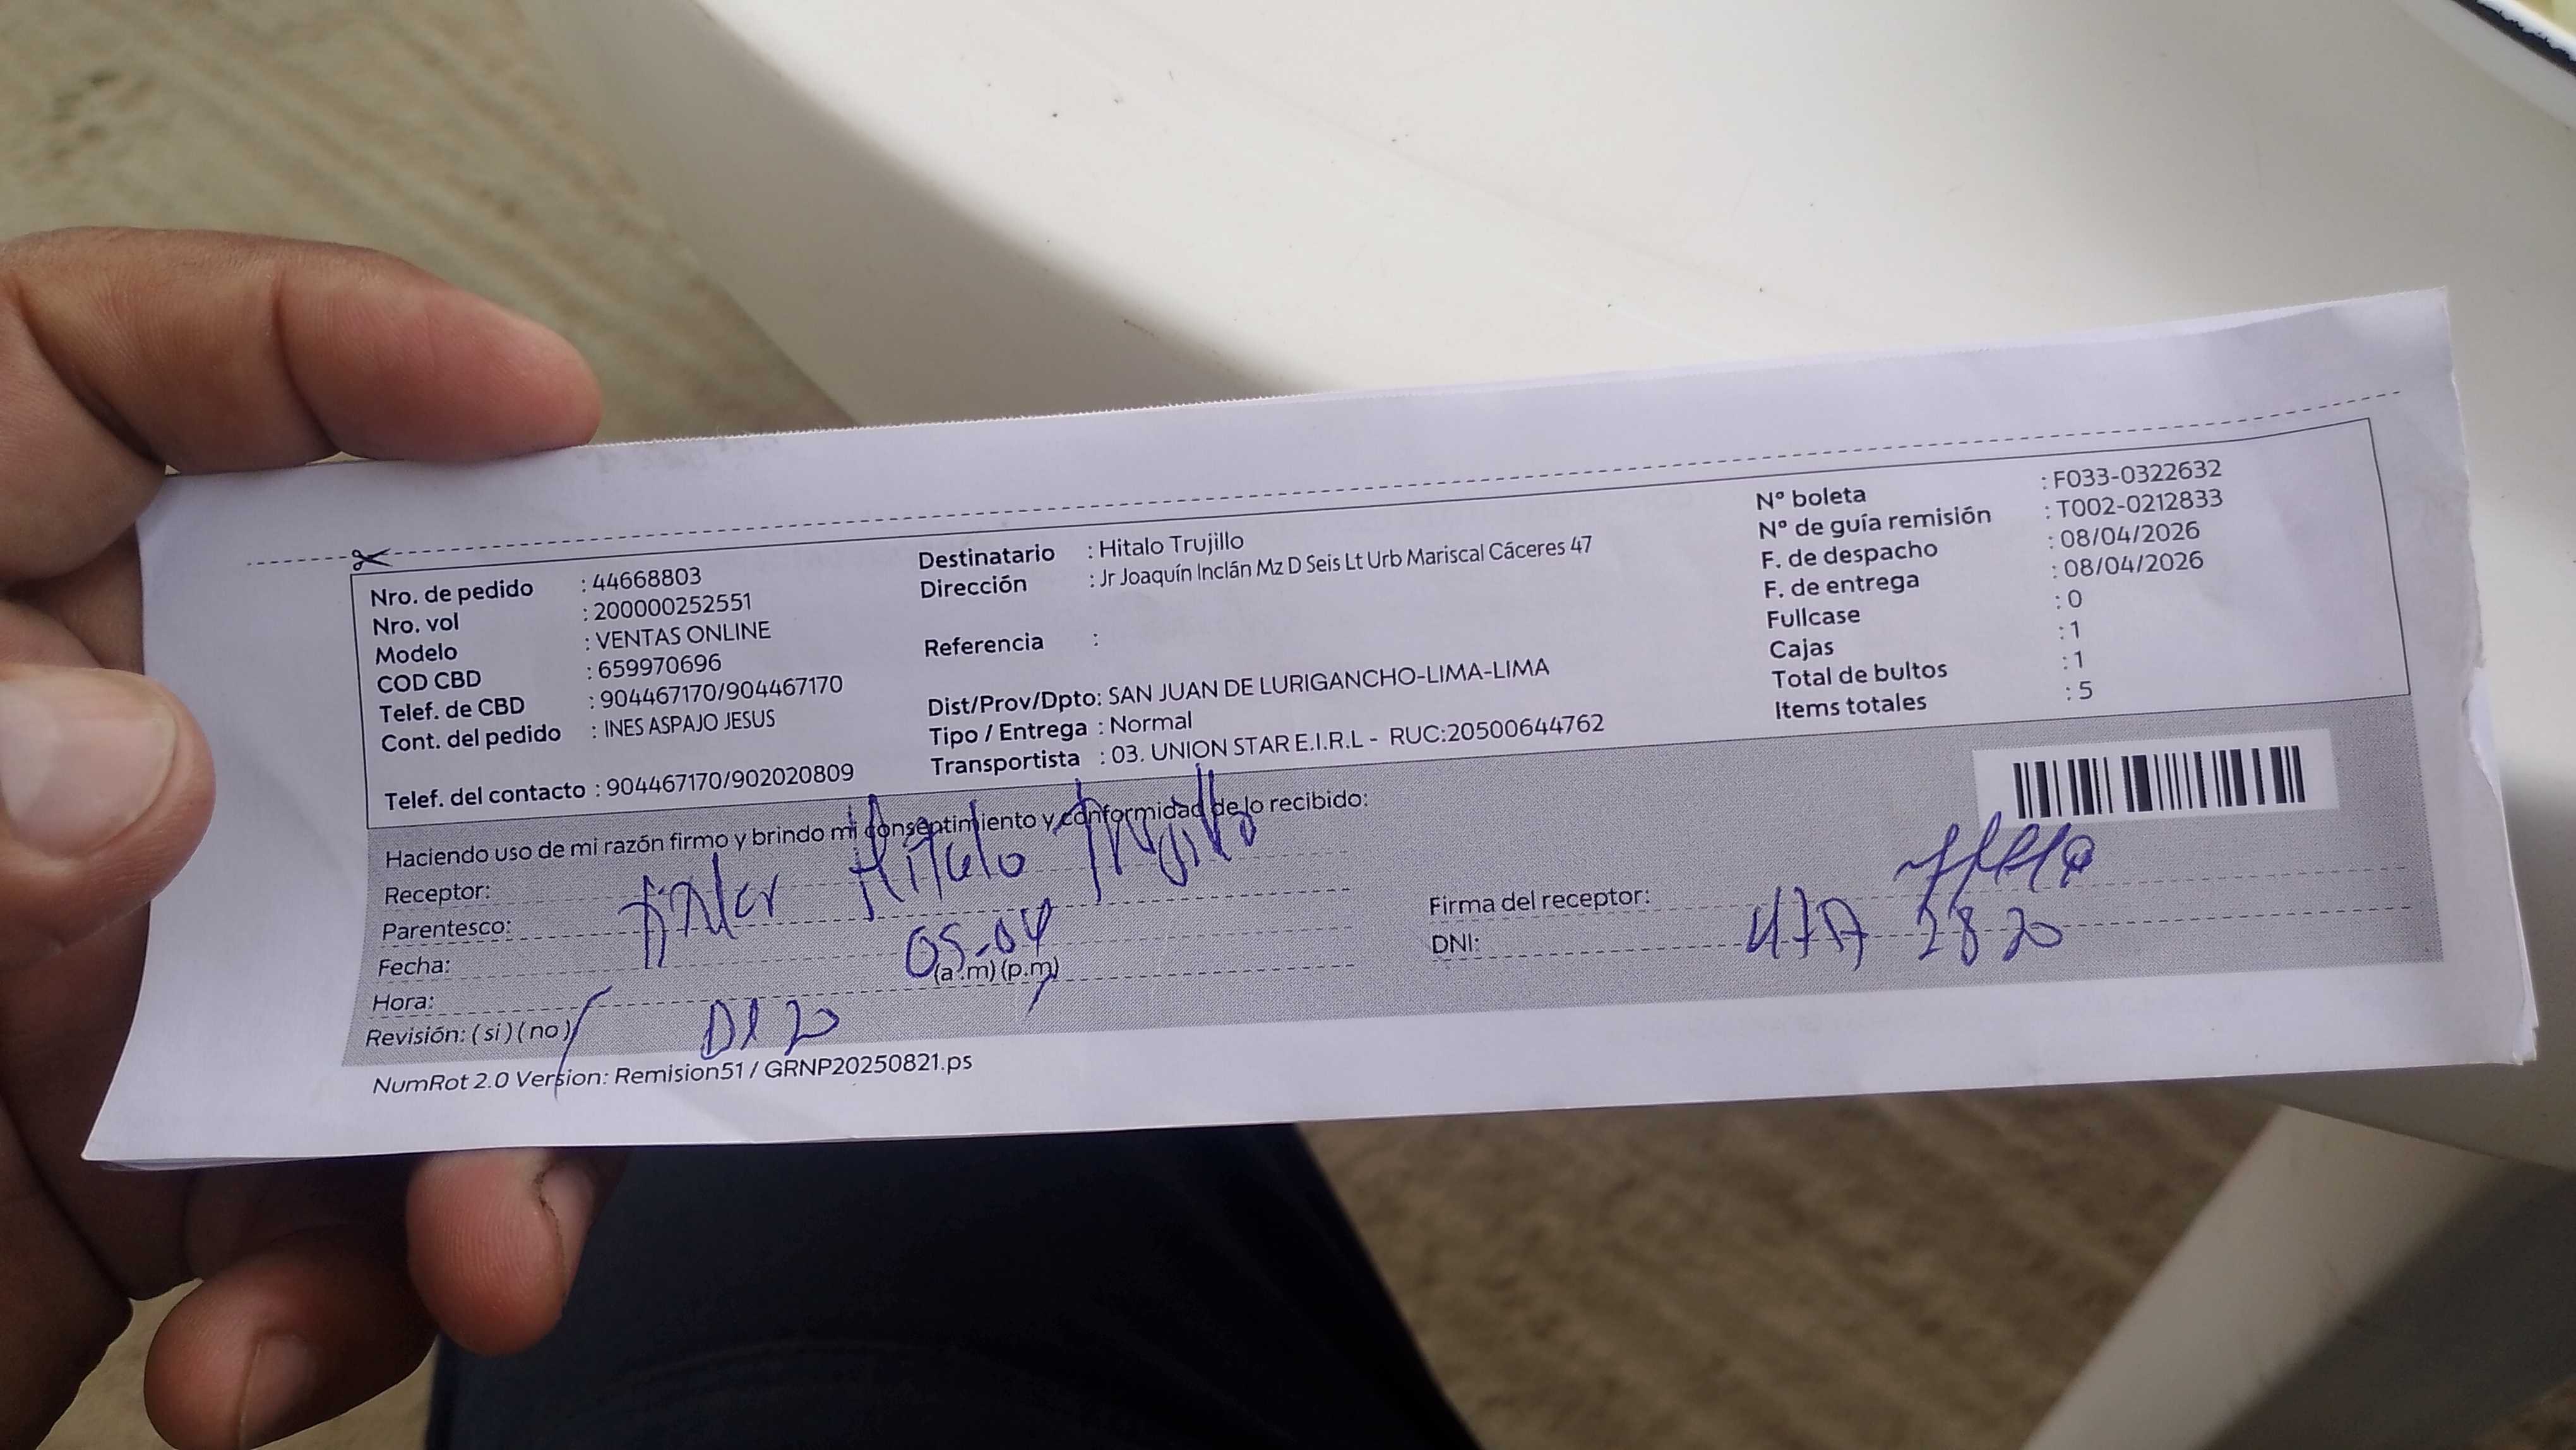 Nro. de pedido : 44668803
Nro. vol : 200000252551
Modelo : VENTAS ONLINE
COD CBD : 659970696
Telef. de CBD : 904467170/904467170
Cont. del pedido : INES ASPAJO JESUS
Telef. del contacto : 904467170/902020809
Destinatario : Hitalo Trujillo
Dirección : Jr Joaquín Inclán Mz D Seis Lt Urb Mariscal Cáceres 47
Referencia :
Dist/Prov/Dpto: SAN JUAN DE LURIGANCHO-LIMA-LIMA
Tipo / Entrega : Normal
Transportista : 03. UNION STAR E.I.R.L - RUC:20500644762
N° boleta : F033-0322632
N° de guía remisión : T002-0212833
F. de despacho : 08/04/2026
F. de entrega : 08/04/2026
Fullcase : 0
Cajas : 1
Total de bultos : 1
Items totales : 5
Haciendo uso de mi razón firmo y brindo mi consentimiento y conformidad de lo recibido:
Receptor: Hitalo Trujillo
Parentesco:
Fecha:
(a.m) (p.m)
Hora:
Revisión: (si) (no)
Firma del receptor:
DNI:
NumRot 2.0 Version: Remision51 / GRNP20250821.ps